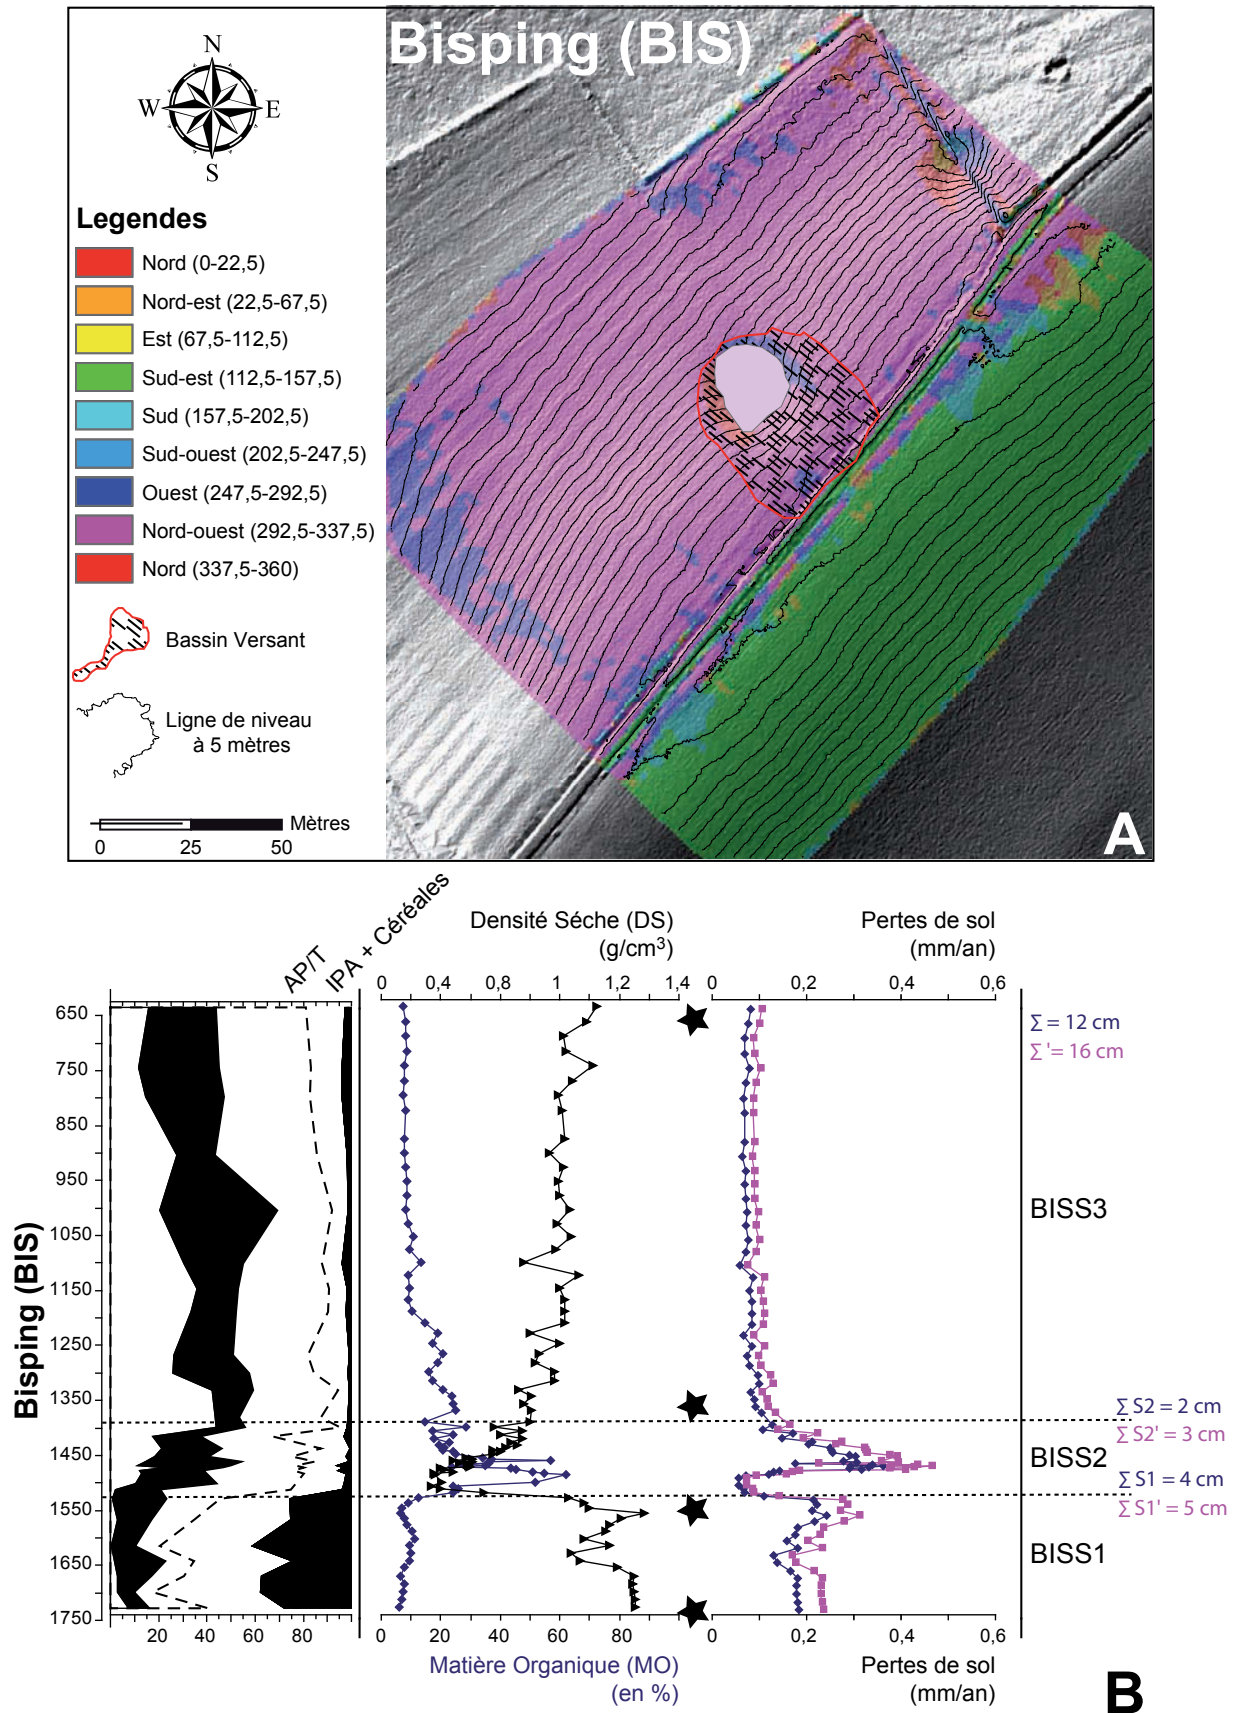 Bisping (BIS)
N
W
E
S
Legendes
Nord (0-22,5)
Nord-est (22,5-67,5)
Est (67,5-112,5)
Sud-est (112,5-157,5)
Sud (157,5-202,5)
Sud-ouest (202,5-247,5)
Ouest (247,5-292,5)
Nord-ouest (292,5-337,5)
Nord (337,5-360)
Bassin Versant
Ligne de niveau
à 5 mètres
Mètres
0 25 50
A
AP/T
IPA + Céréales
Densité Séche (DS)
(g/cm³)
Pertes de sol
(mm/an)
0 0,4 0,8 1 1,2 1,4
0 0,2 0,4 0,6
Bisping (BIS)
650
750
850
950
1050
1150
1250
1350
1450
1550
1650
1750
∑ = 12 cm
∑' = 16 cm
BISS3
∑ S2 = 2 cm
∑ S2' = 3 cm
BISS2
∑ S1 = 4 cm
∑ S1' = 5 cm
BISS1
20 40 60 80
0 20 40 60 80
0 0,2 0,4 0,6
Matière Organique (MO)
(en %)
Pertes de sol
(mm/an)
B